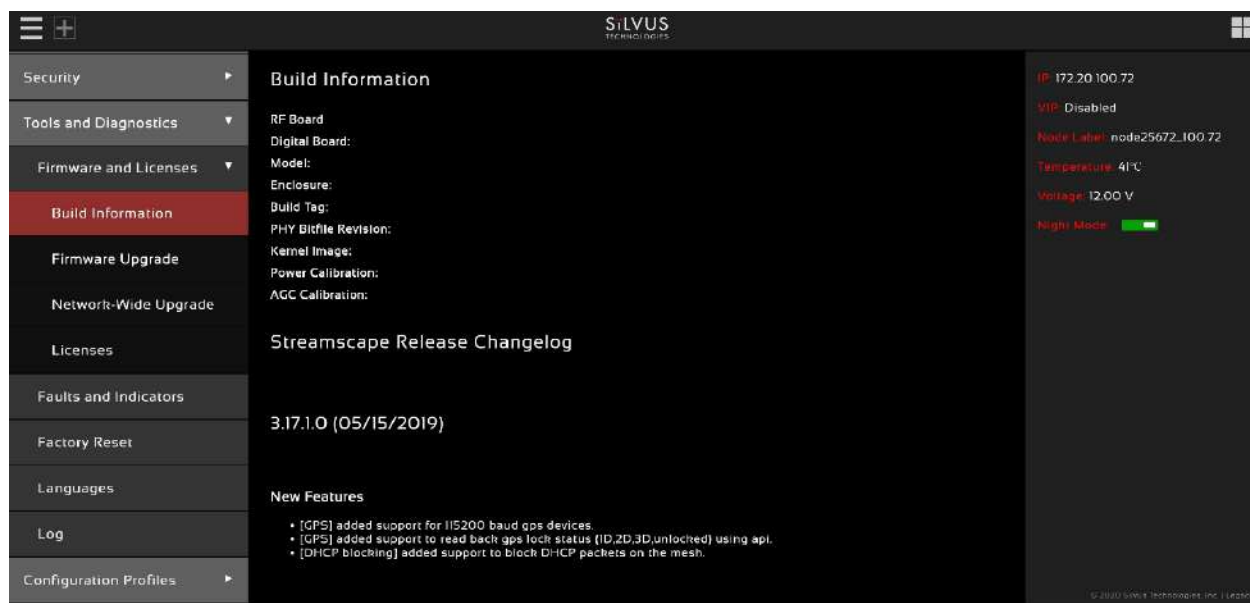 SiLVUS
TECHNOLOGIES
Security
Tools and Diagnostics
Firmware and Licenses
Build Information
Firmware Upgrade
Network-Wide Upgrade
Licenses
Faults and Indicators
Factory Reset
Languages
Log
Configuration Profiles
Build Information
RF Board
Digital Board:
Model:
Enclosure:
Build Tag:
PHY Bitfile Revision:
Kernel Image:
Power Calibration:
AGC Calibration:
Streamscape Release Changelog
3.17.1.0 (05/15/2019)
New Features
• [GPS] added support for 115200 baud gps devices.
• [GPS] added support to read back gps lock status (1D,2D,3D,unlocked) using api.
• [DHCP blocking] added support to block DHCP packets on the mesh.
IP: 172.20.100.72
VIP: Disabled
Node Label: node25672_100.72
Temperature: 41°C
Voltage: 12.00 V
Night Mode:
© 2020 Silvus Technologies, Inc. |